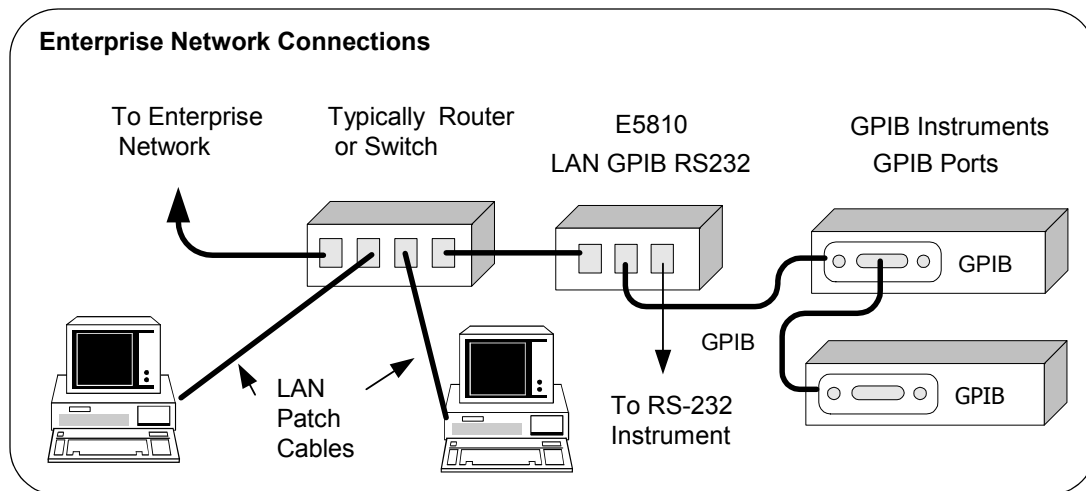 Enterprise Network Connections
To Enterprise
Network
Typically Router
or Switch
E5810
LAN GPIB RS232
GPIB Instruments
GPIB Ports
GPIB
GPIB
GPIB
LAN
Patch
Cables
To RS-232
Instrument